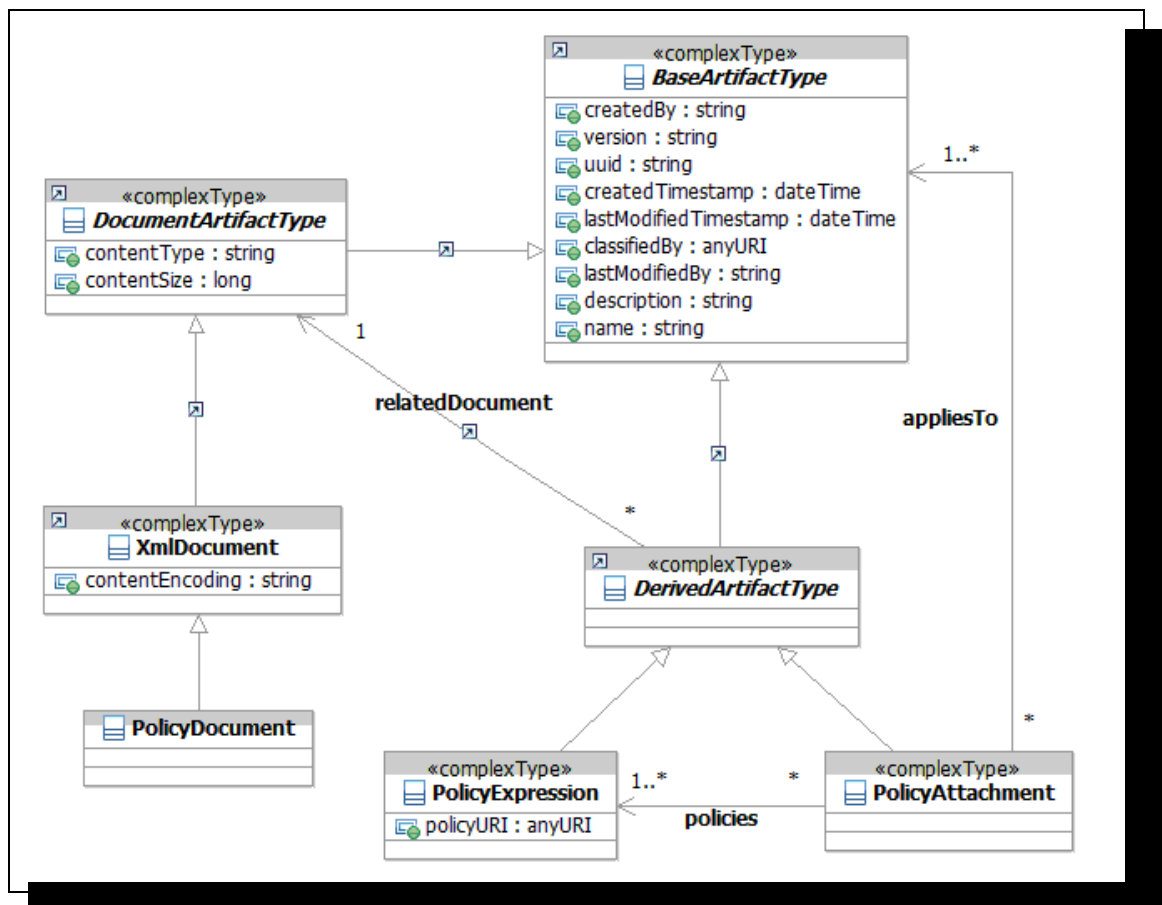 «complexType»
BaseArtifactType
createdBy : string
version : string
uuid : string
createdTimestamp : dateTime
lastModifiedTimestamp : dateTime
classifiedBy : anyURI
lastModifiedBy : string
description : string
name : string
1..*
«complexType»
DocumentArtifactType
contentType : string
contentSize : long
1
relatedDocument
appliesTo
*
«complexType»
XmlDocument
contentEncoding : string
«complexType»
DerivedArtifactType
PolicyDocument
*
«complexType»
PolicyExpression
policyURI : anyURI
1..*
*
policies
«complexType»
PolicyAttachment